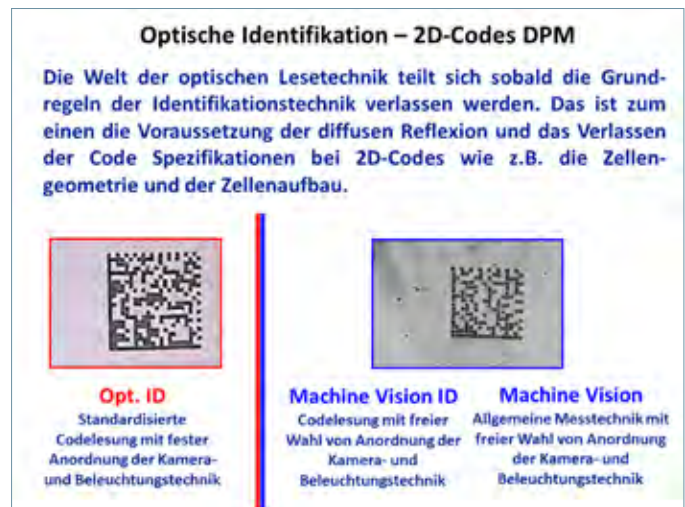 Optische Identifikation – 2D-Codes DPM
Die Welt der optischen Lesetechnik teilt sich sobald die Grund-
regeln der Identifikationstechnik verlassen werden. Das ist zum
einen die Voraussetzung der diffusen Reflexion und das Verlassen
der Code Spezifikationen bei 2D-Codes wie z.B. die Zellen-
geometrie und der Zellenaufbau.
Opt. ID
Standardisierte
Codelesung mit fester
Anordnung der Kamera-
und Beleuchtungstechnik
Machine Vision ID
Codelesung mit freier
Wahl von Anordnung der
Kamera- und
Beleuchtungstechnik
Machine Vision
Allgemeine Messtechnik mit
freier Wahl von Anordnung
der Kamera- und
Beleuchtungstechnik